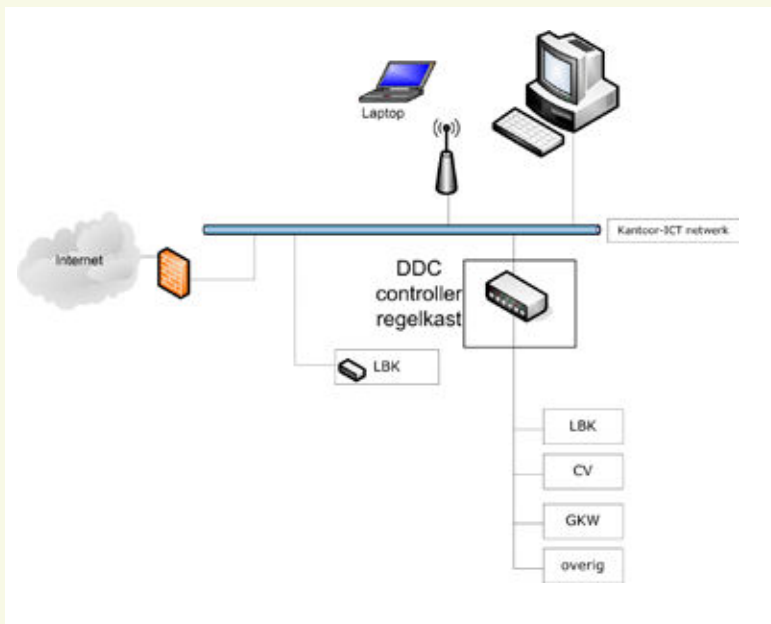 Laptop
Kantoor-ICT netwerk
Internet
DDC
controller
regelkast
LBK
LBK
CV
GKW
overig